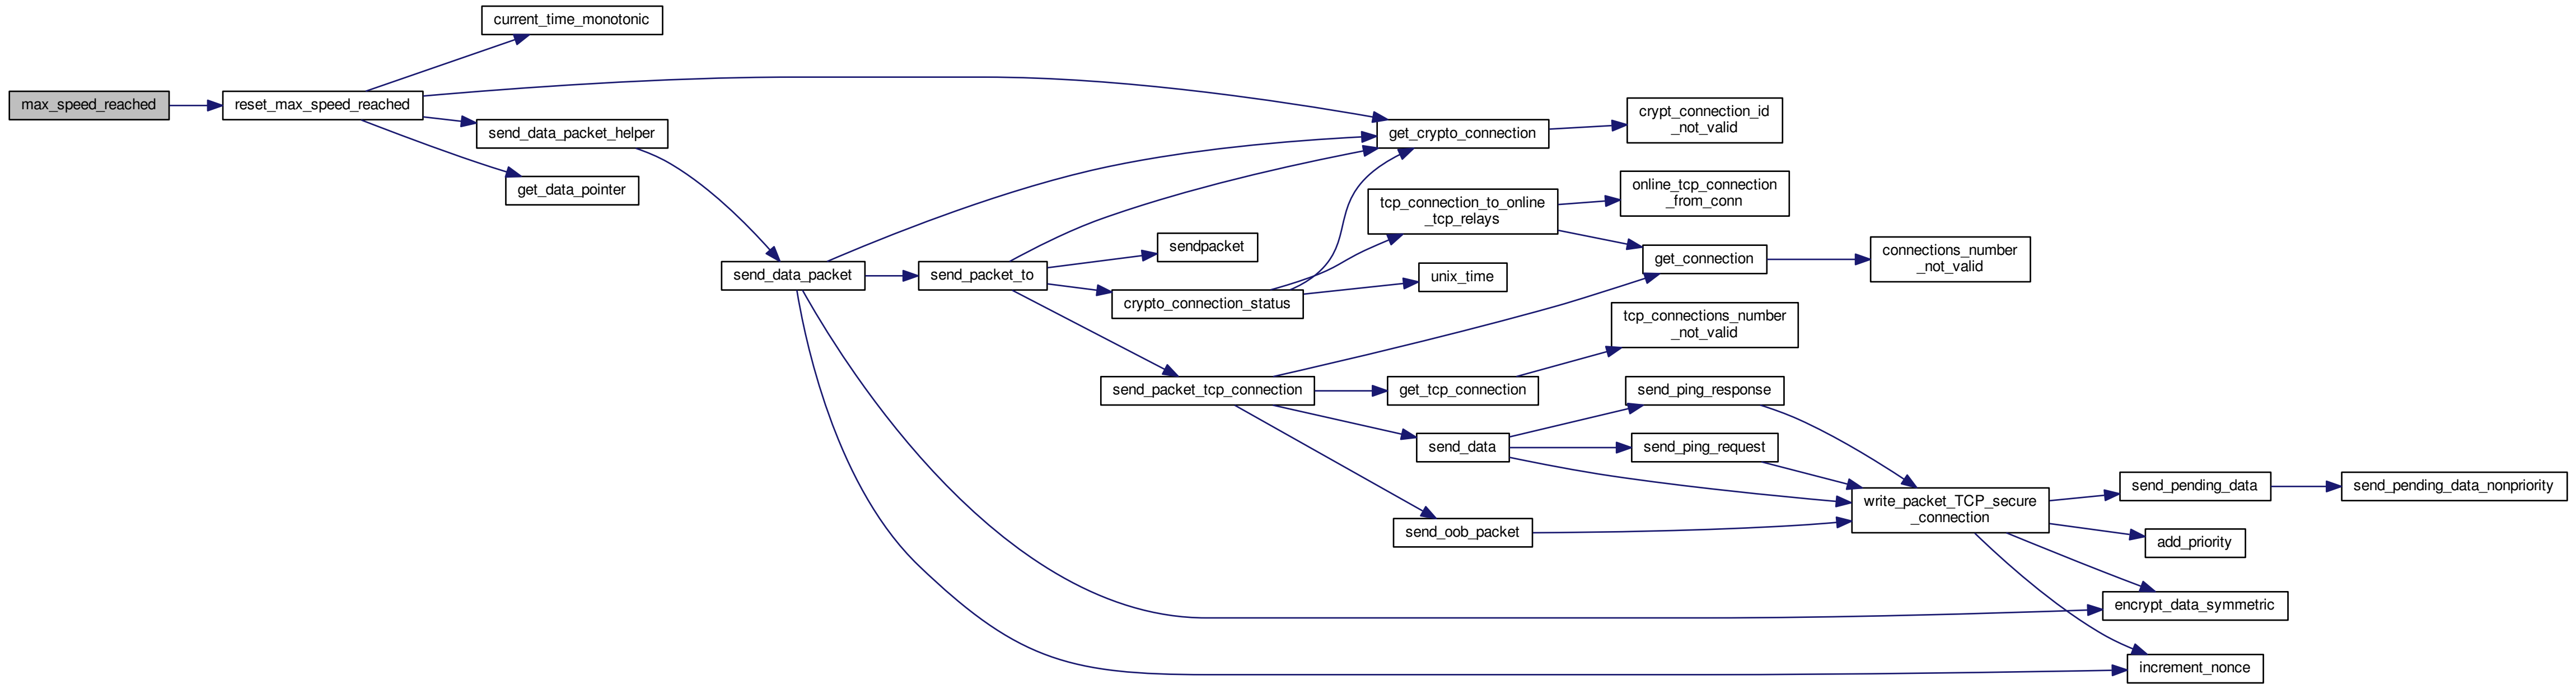 current_time_monotonic
max_speed_reached
reset_max_speed_reached
send_data_packet_helper
get_data_pointer
get_crypto_connection
crypt_connection_id
_not_valid
tcp_connection_to_online
_tcp_relays
online_tcp_connection
_from_conn
sendpacket
get_connection
connections_number
_not_valid
send_data_packet
send_packet_to
unix_time
crypto_connection_status
tcp_connections_number
_not_valid
send_packet_tcp_connection
get_tcp_connection
send_ping_response
send_data
send_ping_request
write_packet_TCP_secure
_connection
send_pending_data
send_pending_data_nonpriority
send_oob_packet
add_priority
encrypt_data_symmetric
increment_nonce